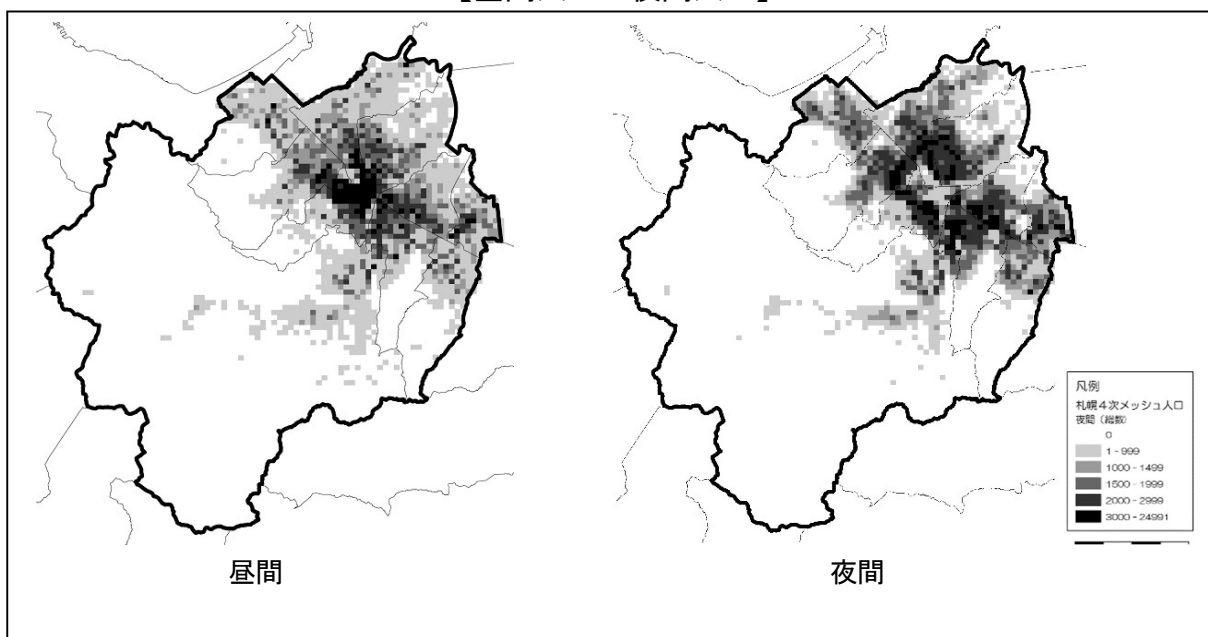 昼間
夜間
凡例
札幌4次メッシュ人口
夜間（総数）
0
1 - 999
1000 - 1499
1500 - 1999
2000 - 2999
3000 - 24991